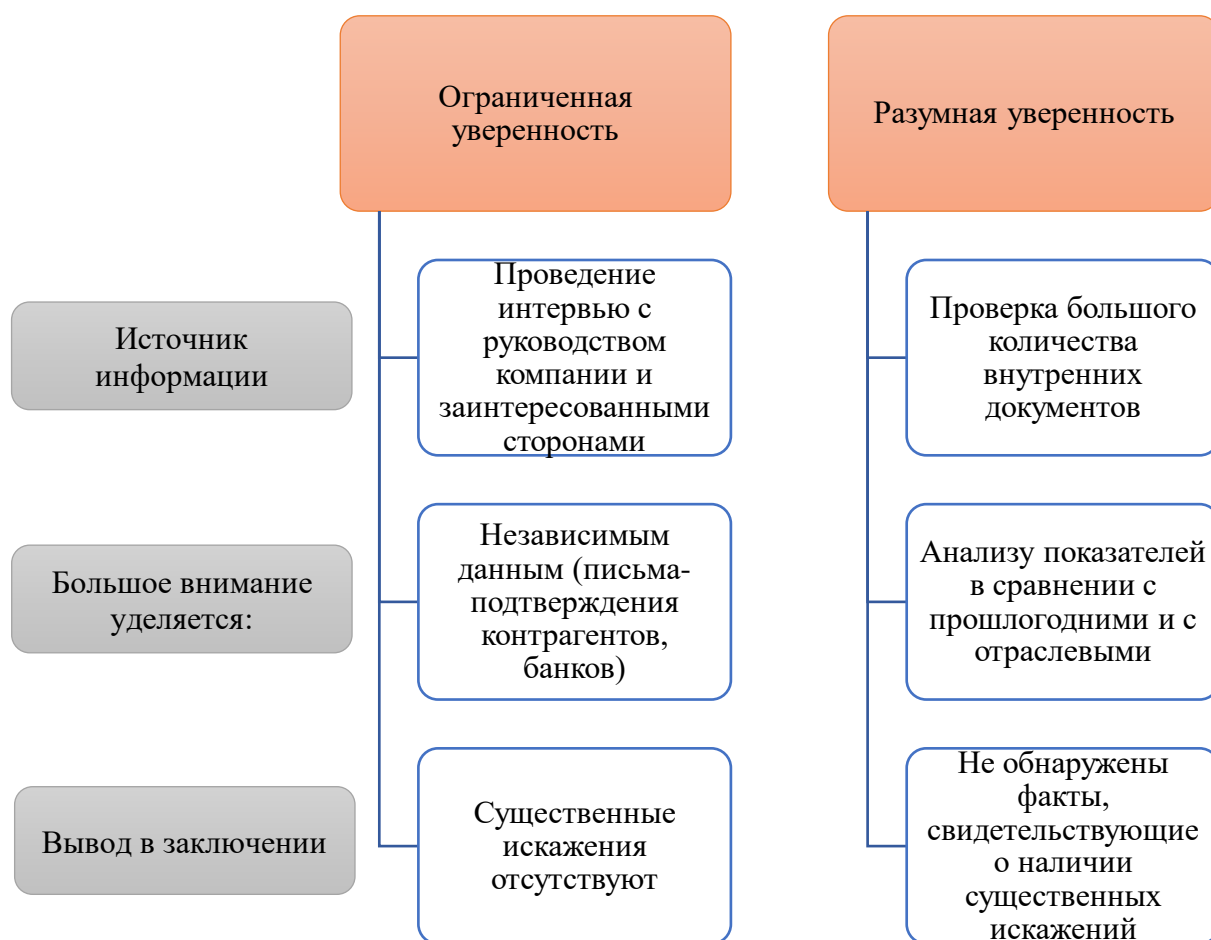 Ограниченная
уверенность
Разумная уверенность
Источник
информации
Проведение
интервью с
руководством
компании и
заинтересованными
сторонами
Проверка большого
количества
внутренних
документов
Большое внимание
уделяется:
Независимым
данным (письма-
подтверждения
контрагентов,
банков)
Анализу показателей
в сравнении с
прошлогодними и с
отраслевыми
Вывод в заключении
Существенные
искажения
отсутствуют
Не обнаружены
факты,
свидетельствующие
о наличии
существенных
искажений